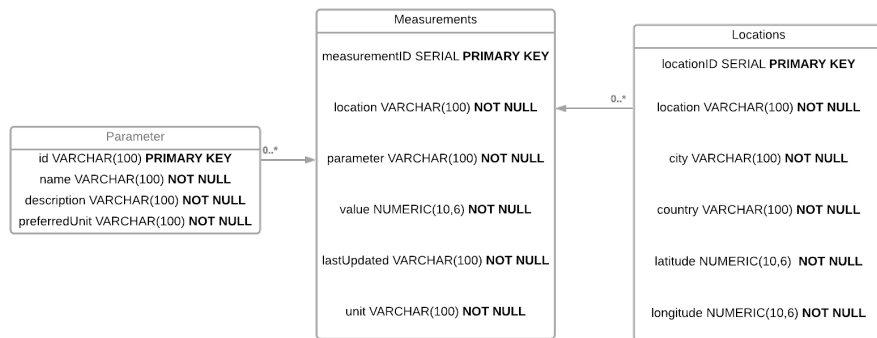 Measurements
measurementID SERIAL PRIMARY KEY
location VARCHAR(100) NOT NULL
parameter VARCHAR(100) NOT NULL
value NUMERIC(10,6) NOT NULL
lastUpdated VARCHAR(100) NOT NULL
unit VARCHAR(100) NOT NULL
Locations
locationID SERIAL PRIMARY KEY
location VARCHAR(100) NOT NULL
city VARCHAR(100) NOT NULL
country VARCHAR(100) NOT NULL
latitude NUMERIC(10,6) NOT NULL
longitude NUMERIC(10,6) NOT NULL
0..*
Parameter
id VARCHAR(100) PRIMARY KEY
name VARCHAR(100) NOT NULL
description VARCHAR(100) NOT NULL
preferredUnit VARCHAR(100) NOT NULL
0..*